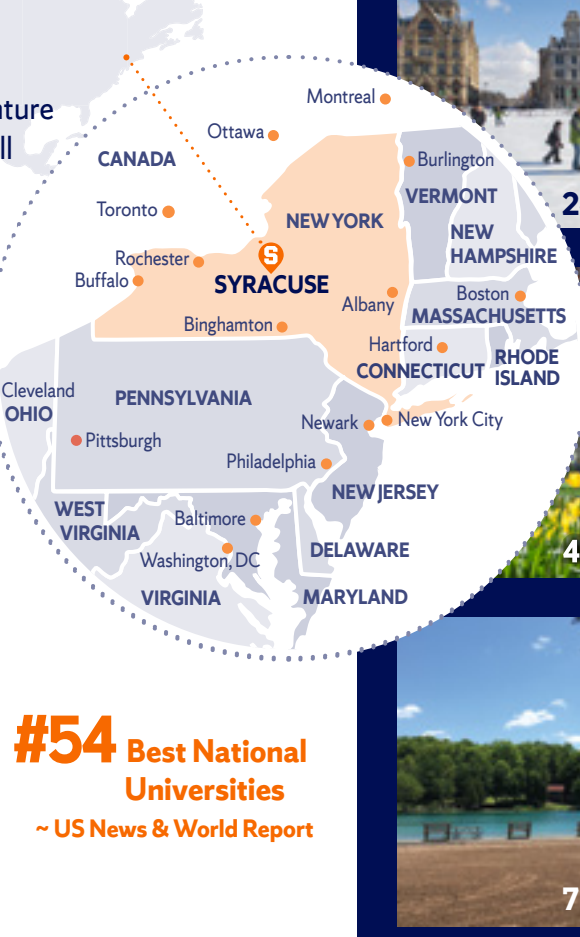 ature
ll
Montreal
Ottawa
CANADA
Burlington
VERMONT
2
Toronto
NEW YORK
NEW
HAMPSHIRE
Rochester
S
Buffalo
SYRACUSE
Albany
Boston
MASSACHUSETTS
Binghamton
Hartford
CONNECTICUT
RHODE
ISLAND
Cleveland
OHIO
PENNSYLVANIA
Newark
New York City
Pittsburgh
Philadelphia
NEW JERSEY
WEST
VIRGINIA
Baltimore
Washington, DC
DELAWARE
4
VIRGINIA
MARYLAND
#54 Best National
Universities
~ US News & World Report
7